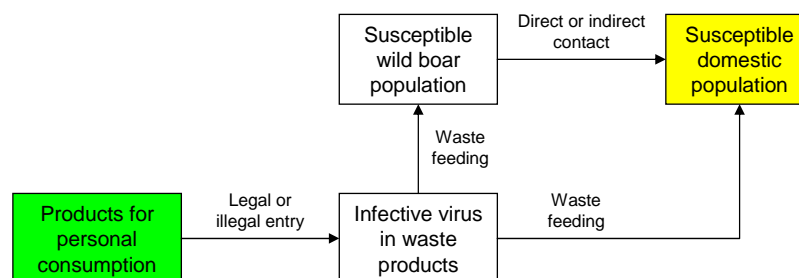 Susceptible
wild boar
population
Direct or indirect
contact
Susceptible
domestic
population
Waste
feeding
Products for
personal
consumption
Legal or
illegal entry
Infective virus
in waste
products
Waste
feeding